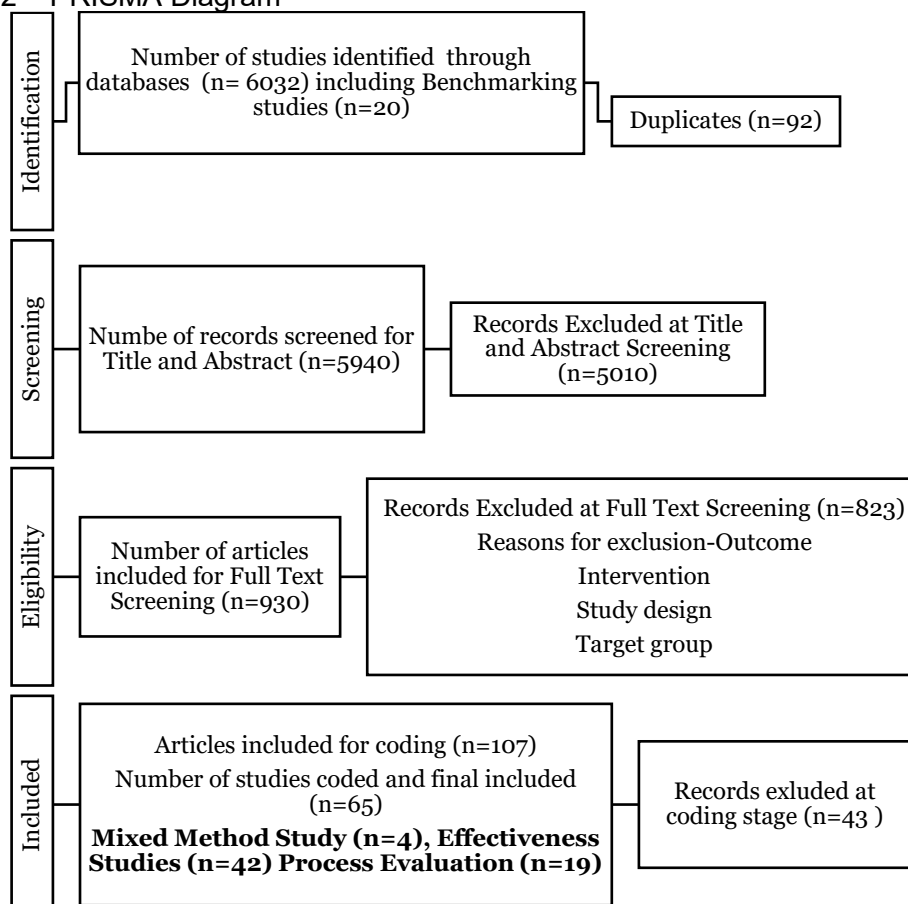 Identification
Number of studies identified through
databases (n= 6032) including Benchmarking
studies (n=20)
Duplicates (n=92)
Screening
Numbe of records screened for
Title and Abstract (n=5940)
Records Excluded at Title
and Abstract Screening
(n=5010)
Eligibility
Number of articles
included for Full Text
Screening (n=930)
Records Excluded at Full Text Screening (n=823)
Reasons for exclusion-Outcome
Intervention
Study design
Target group
Included
Articles included for coding (n=107)
Number of studies coded and final included
(n=65)
Mixed Method Study (n=4), Effectiveness
Studies (n=42) Process Evaluation (n=19)
Records exluded at
coding stage (n=43 )